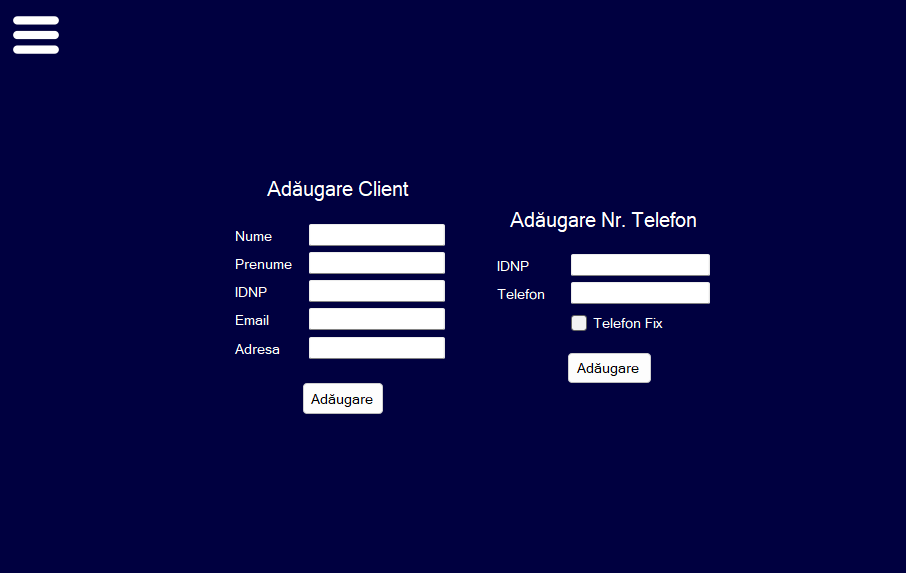 Adăugare Client
Nume
Prenume
IDNP
Email
Adresa
Adăugare
Adăugare Nr. Telefon
IDNP
Telefon
Telefon Fix
Adăugare